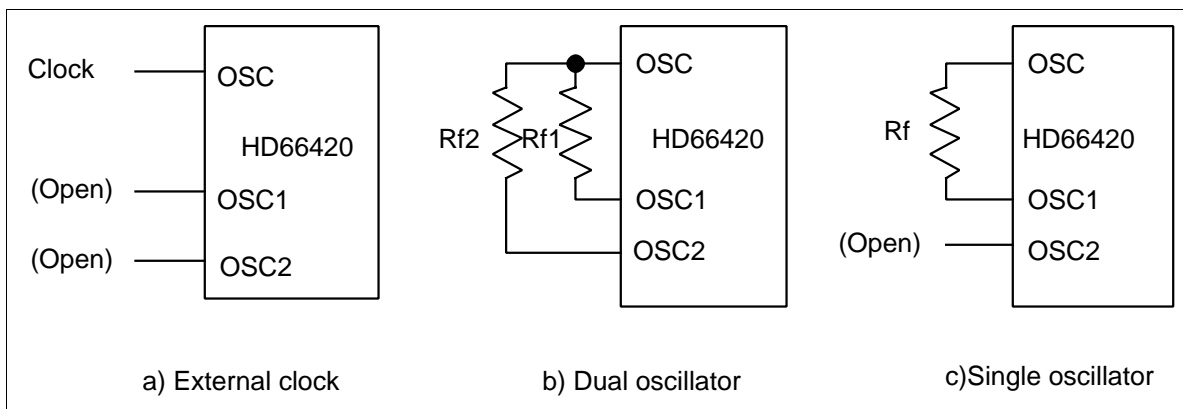 Clock
OSC
HD66420
(Open)
OSC1
(Open)
OSC2
a) External clock
OSC
Rf2
Rf1
HD66420
OSC1
OSC2
b) Dual oscillator
OSC
Rf
HD66420
OSC1
(Open)
OSC2
c)Single oscillator